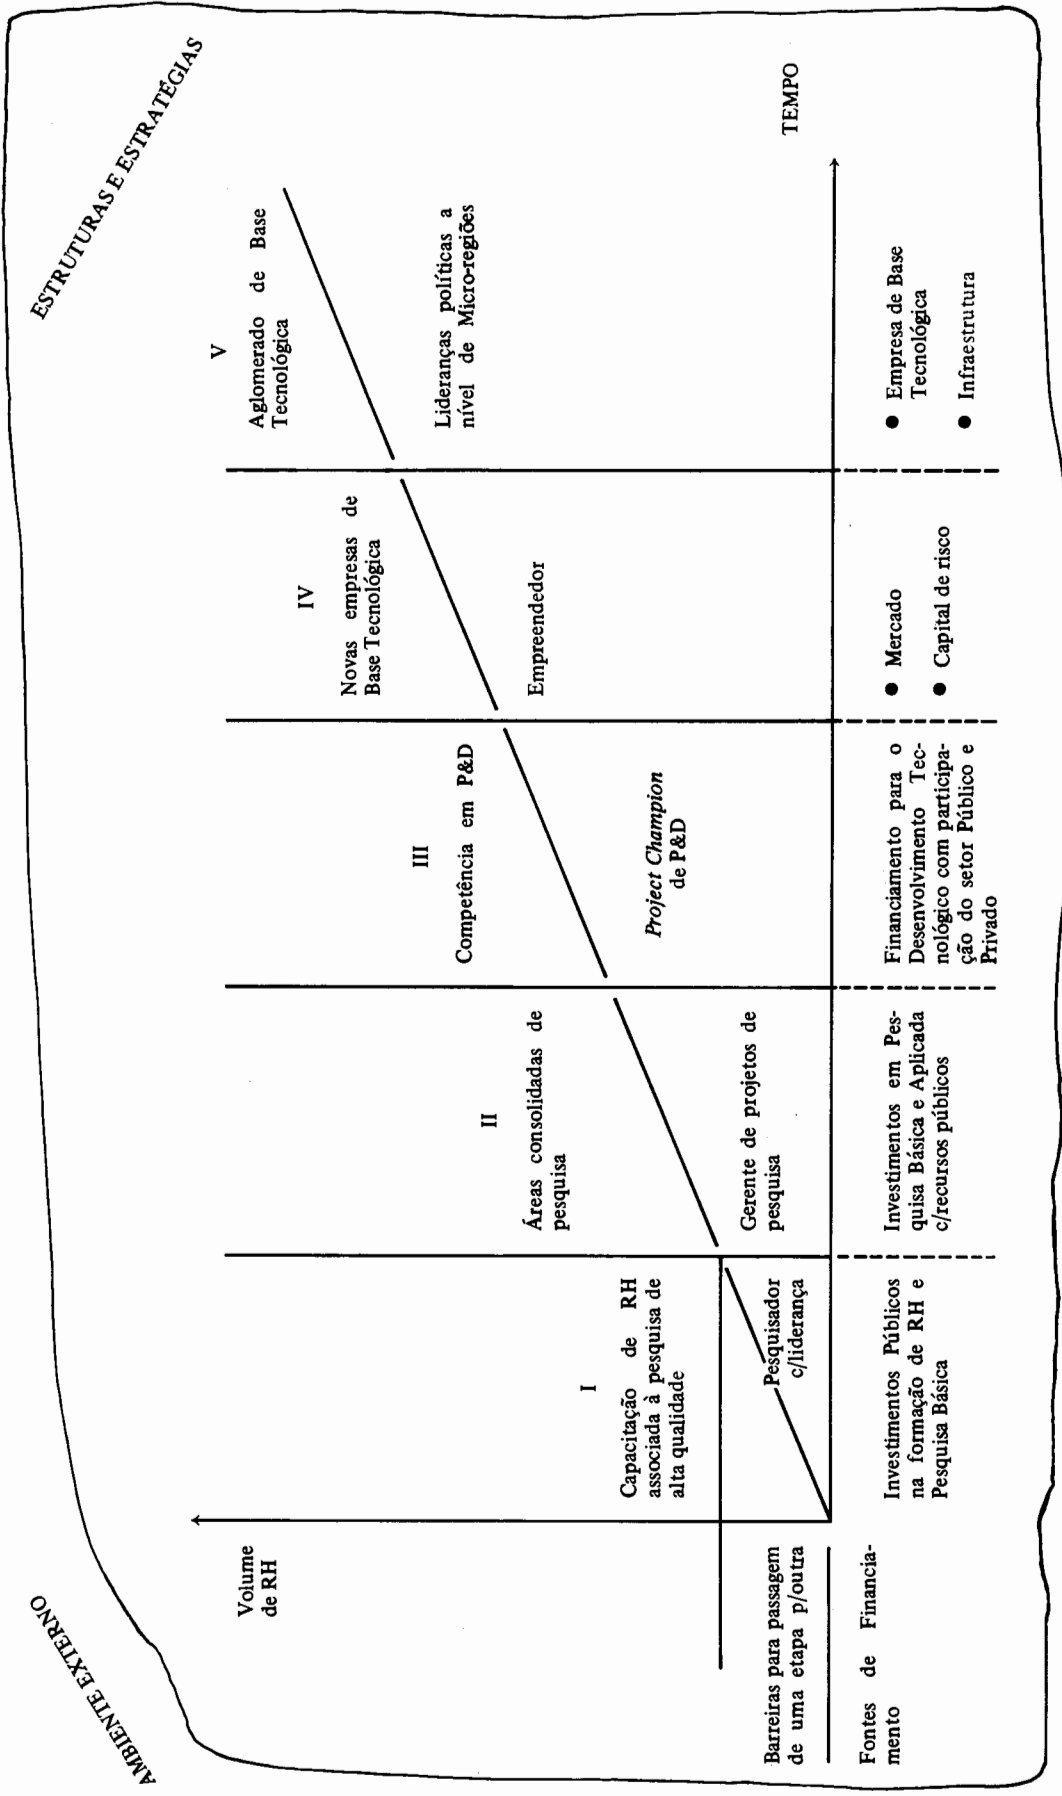 AMBIENTE EXTERNO
ESTRUTURAS E ESTRATÉGIAS
Volume
de RH
I
Capacitação de RH
associada à pesquisa de
alta qualidade
II
Áreas consolidadas de
pesquisa
III
Competência em P&D
IV
Novas empresas de
Base Tecnológica
V
Aglomerado de Base
Tecnológica
Barreiras para passagem
de uma etapa p/outra
Pesquisador
c/liderança
Gerente de projetos de
pesquisa
Project Champion
de P&D
Empreendedor
Lideranças políticas a
nível de Micro-regiões
TEMPO
Fontes de Financia-
mento
Investimentos Públicos
na formação de RH e
Pesquisa Básica
Investimentos em Pes-
quisa Básica e Aplicada
c/recursos públicos
Financiamento para o
Desenvolvimento Tec-
nológico com participa-
ção do setor Público e
Privado
● Mercado
● Capital de risco
● Empresa de Base
Tecnológica
● Infraestrutura